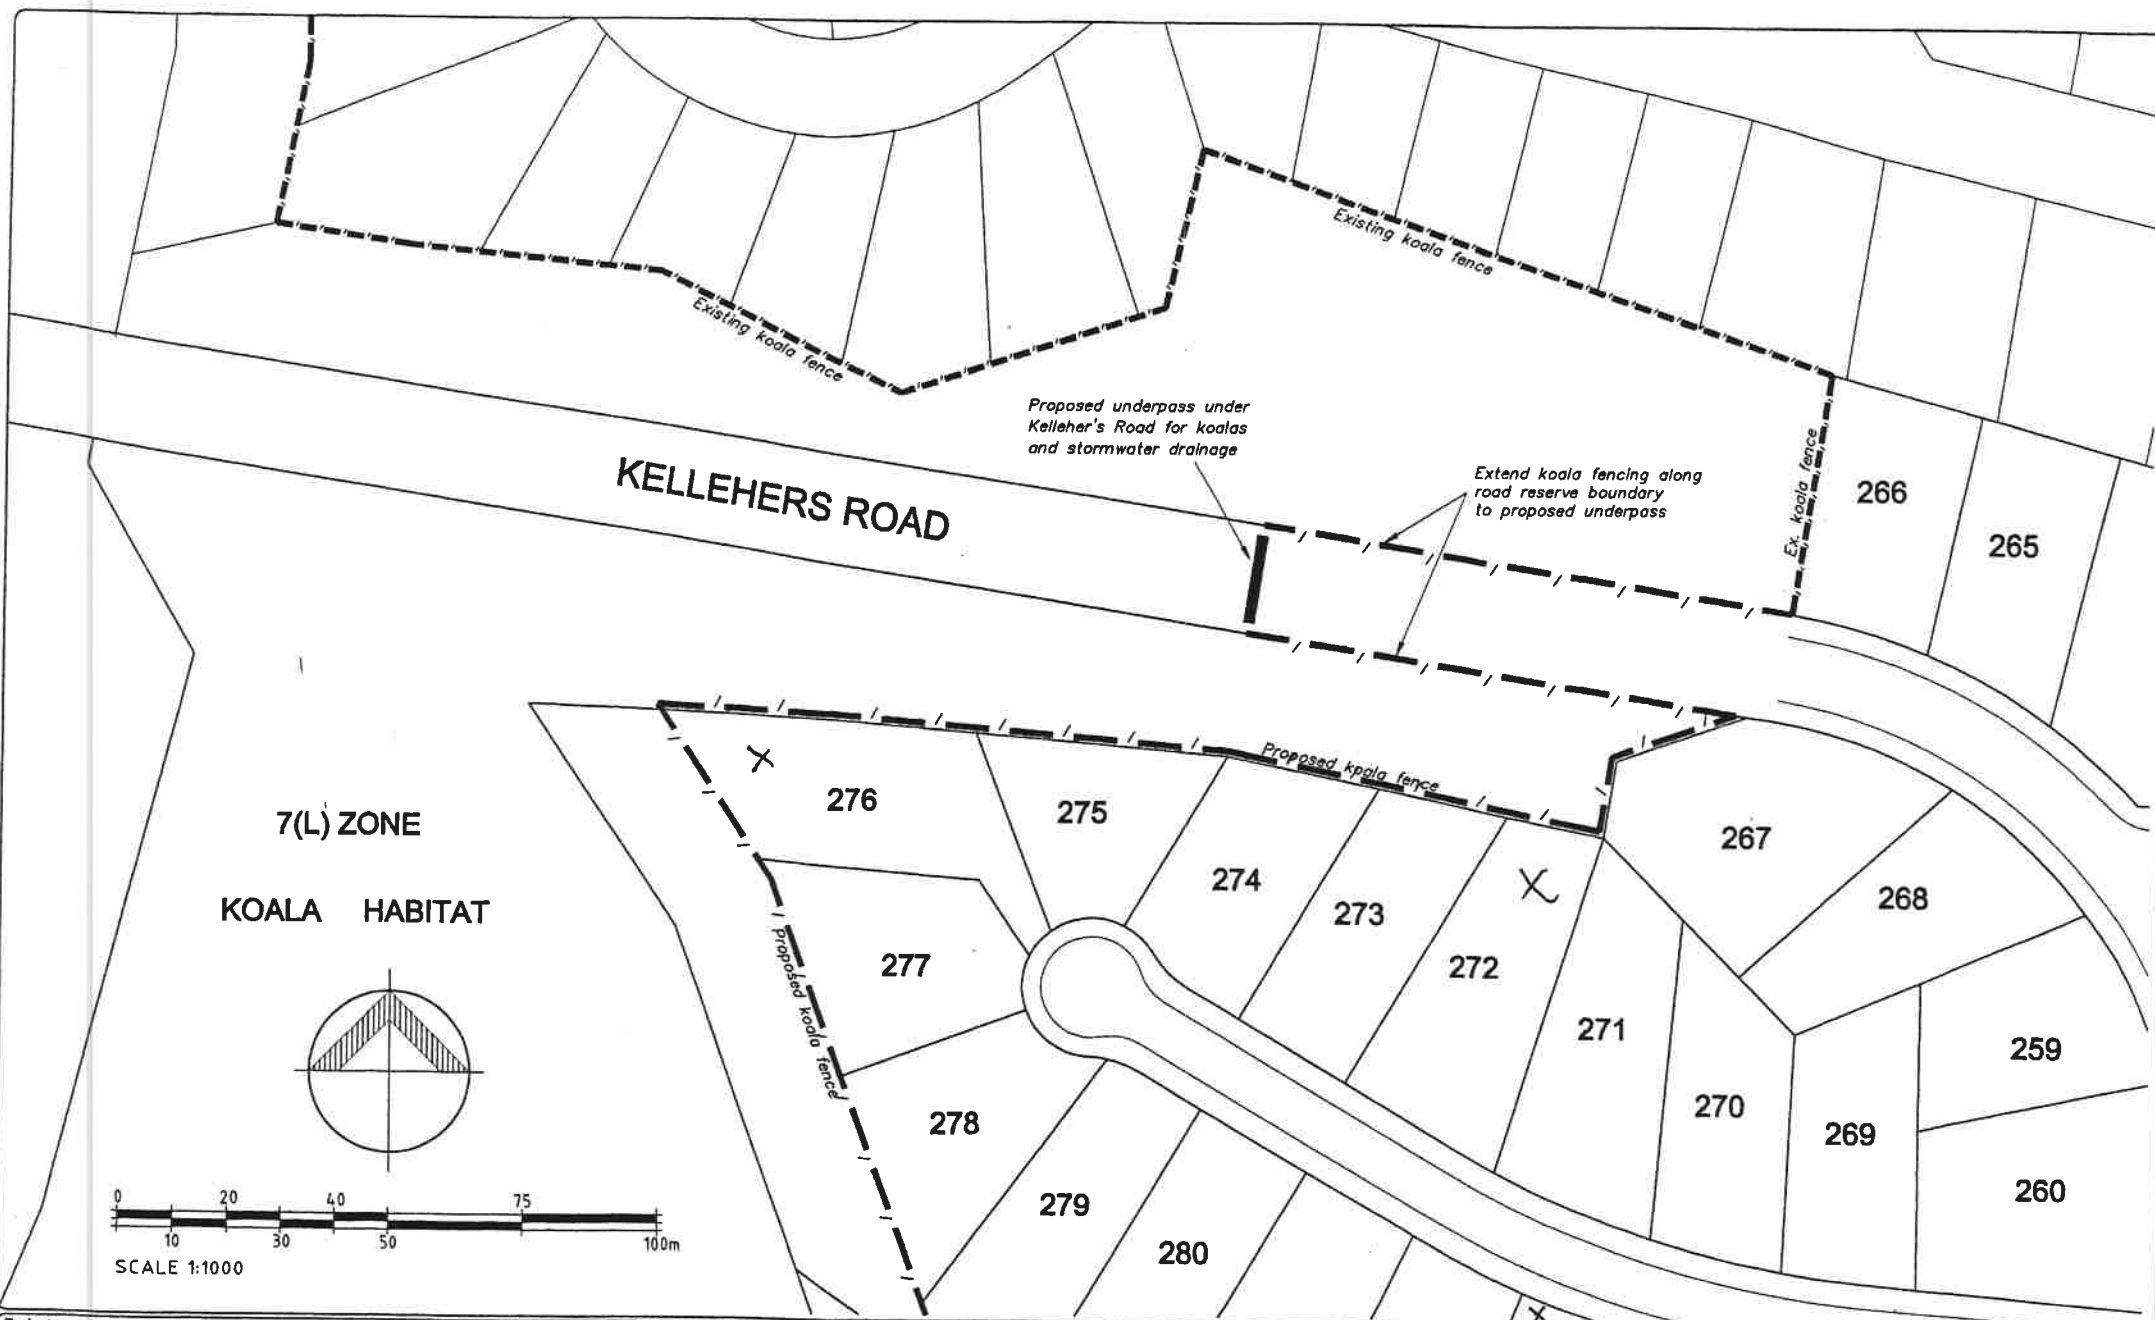 Existing koala fence
Existing koala fence
Proposed underpass under
Kelleher's Road for koalas
and stormwater drainage
Extend koala fencing along
road reserve boundary
to proposed underpass
Ex. koala fence
266
265
KELLEHERS ROAD
Proposed koala fence
276
275
274
273
272
271
270
269
267
268
259
260
277
278
279
280
Proposed koala fence
7(L) ZONE
KOALA HABITAT
0 20 40 75
10 30 50 100m
SCALE 1:1000